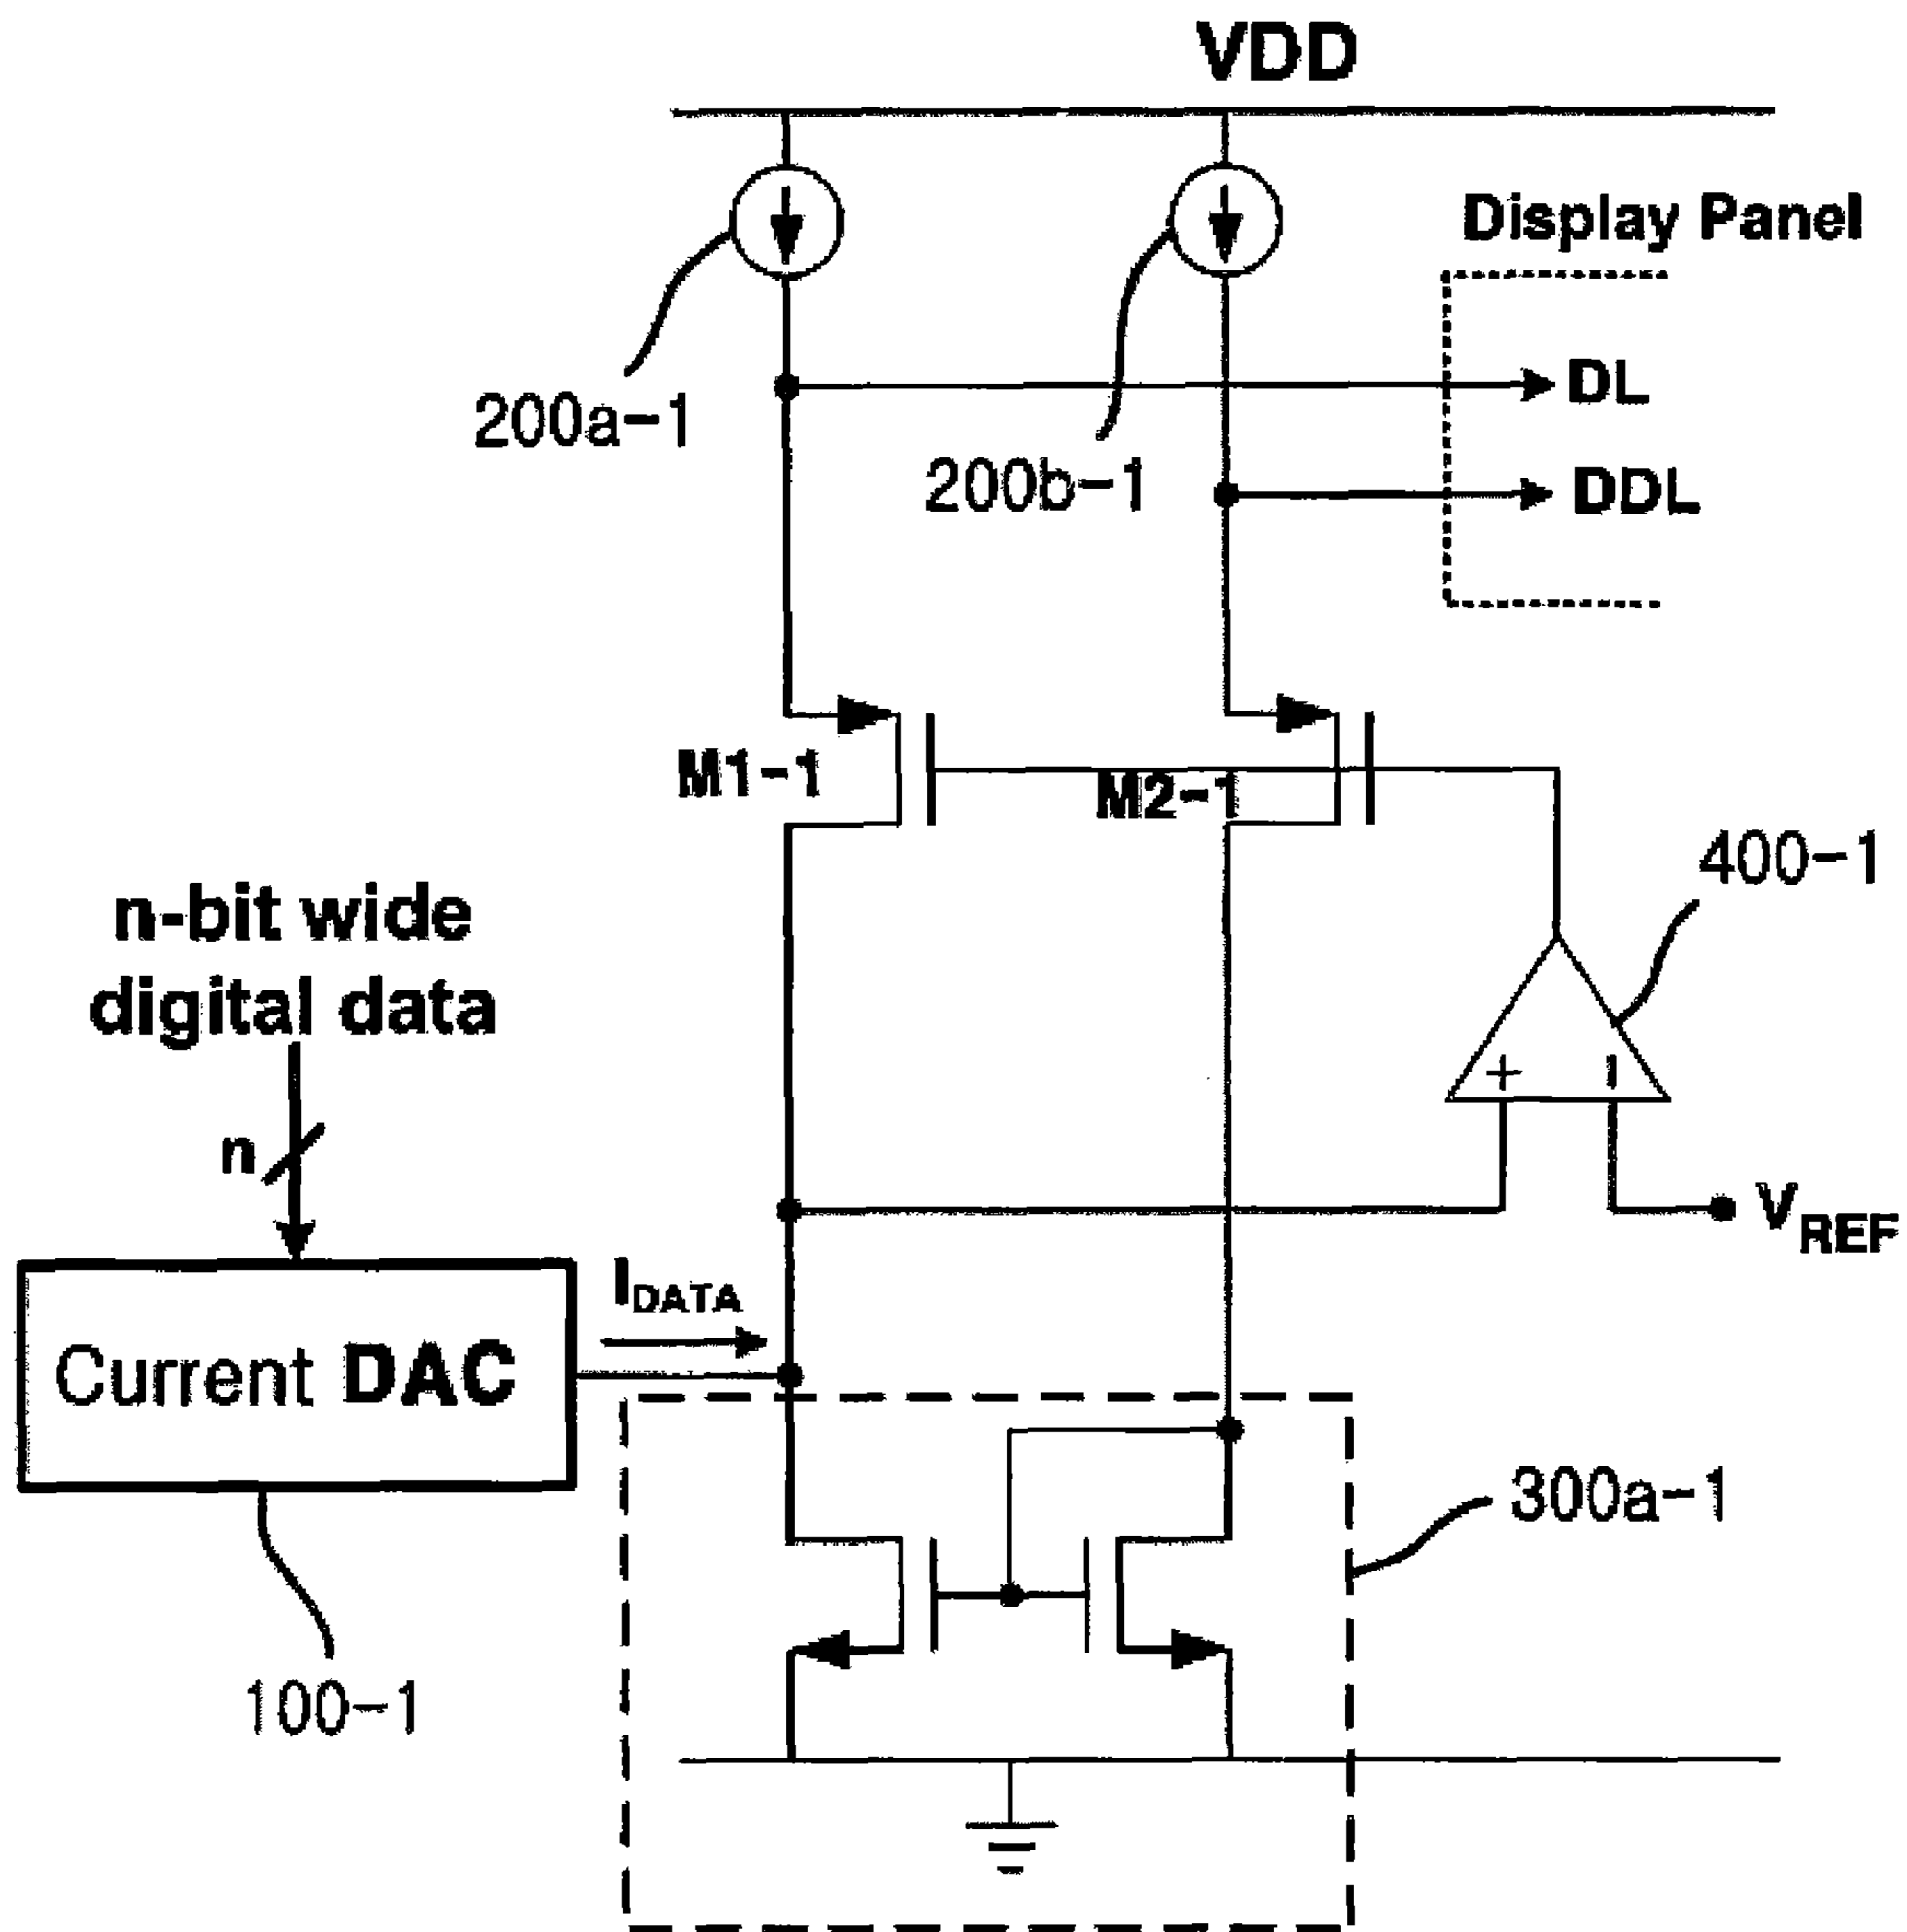 VDD
Display Panel
DL
200a-1
200b-1
DDL
M1-1
M2-1
400-1
n-bit wide
digital data
n
+
-
VREF
IDATA
Current DAC
300a-1
100-1